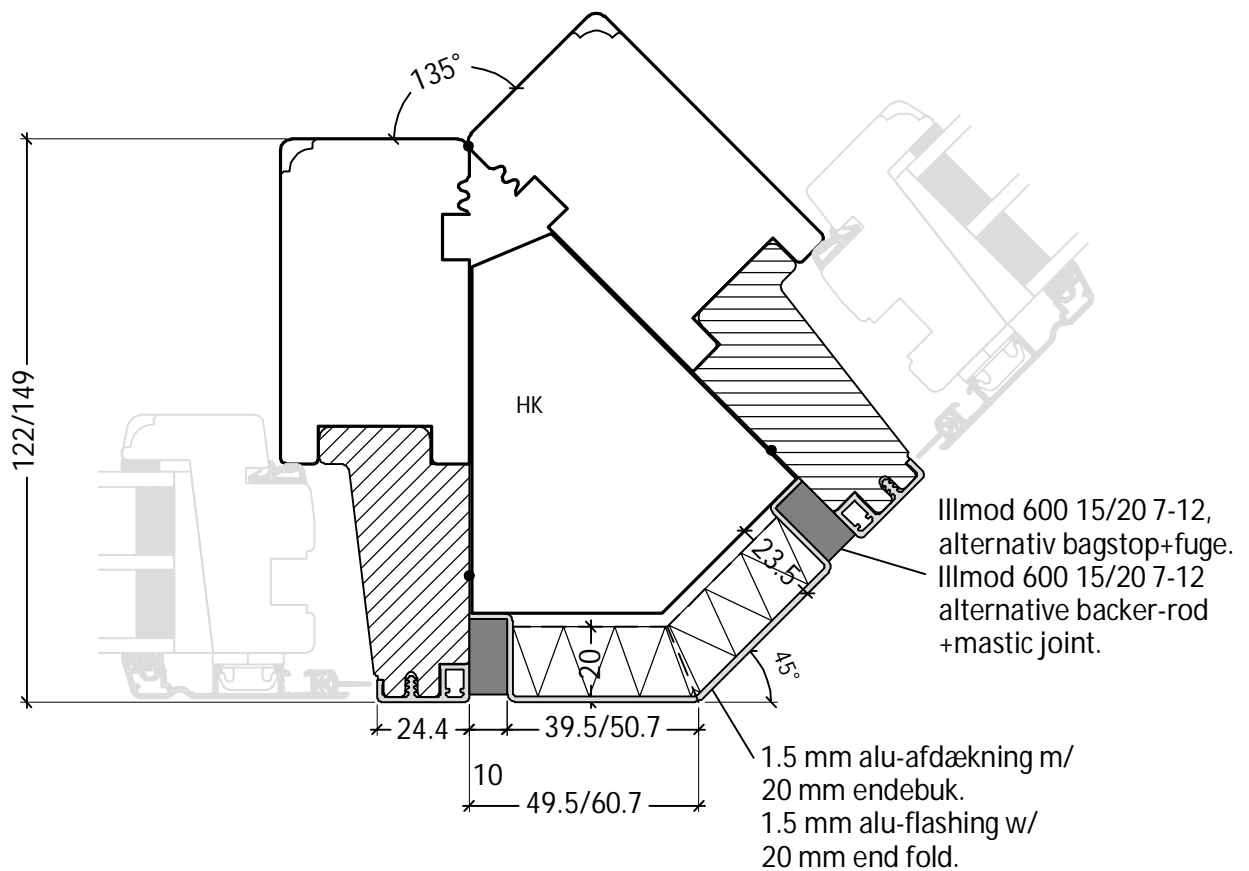 135°
122/149
HK
Illmod 600 15/20 7-12,
alternativ bagstop+fuge.
Illmod 600 15/20 7-12
alternative backer-rod
+mastic joint.
23.5
20
45°
24.4
39.5/50.7
10
49.5/60.7
1.5 mm alu-afdækning m/
20 mm endebuk.
1.5 mm alu-flashing w/
20 mm end fold.